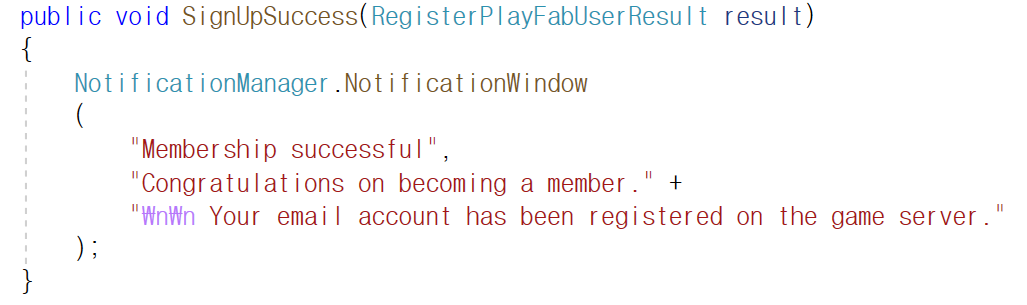 public void SignUpSuccess(RegisterPlayFabUserResult result)
{
NotificationManager.NotificationWindow
(
"Membership successful",
"Congratulations on becoming a member." +
"₩n₩n Your email account has been registered on the game server."
);
}